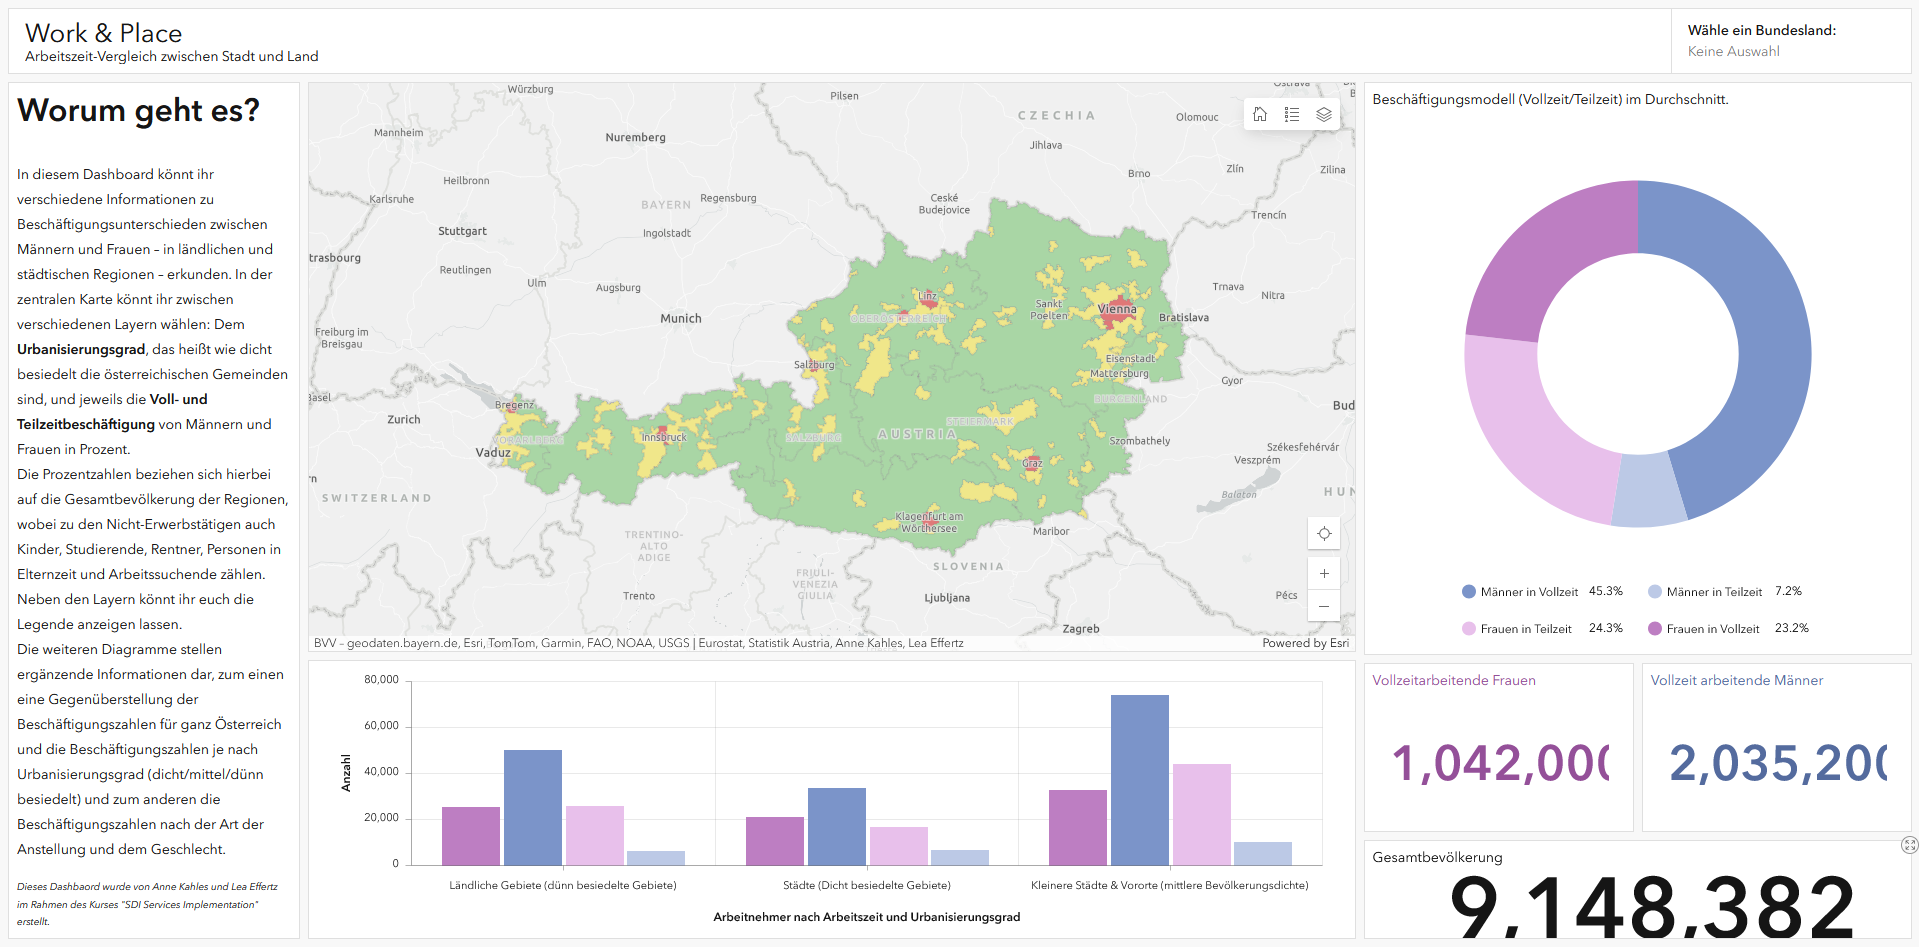 Work & Place
Arbeitszeit-Vergleich zwischen Stadt und Land
Wähle ein Bundesland:
Keine Auswahl
Worum geht es?
In diesem Dashboard könnt ihr
verschiedene Informationen zu
Beschäftigungsunterschieden zwischen
Männern und Frauen – in ländlichen und
städtischen Regionen – erkunden. In der
zentralen Karte könnt ihr zwischen
verschiedenen Layern wählen: Dem
Urbanisierungsgrad, das heißt wie dicht
besiedelt die österreichischen Gemeinden
sind, und jeweils die Voll- und
Teilzeitbeschäftigung von Männern und
Frauen in Prozent.
Die Prozentzahlen beziehen sich hierbei
auf die Gesamtbevölkerung der Regionen,
wobei zu den Nicht-Erwerbstätigen auch
Kinder, Studierende, Rentner, Personen in
Elternzeit und Arbeitssuchende zählen.
Neben den Layern könnt ihr euch die
Legende anzeigen lassen.
Die weiteren Diagramme stellen
ergänzende Informationen dar, zum einen
eine Gegenüberstellung der
Beschäftigungszahlen für ganz Österreich
und die Beschäftigungszahlen je nach
Urbanisierungsgrad (dicht/mittel/dünn
besiedelt) und zum anderen die
Beschäftigungszahlen nach der Art der
Anstellung und dem Geschlecht.
Dieses Dashbaord wurde von Anne Kahles und Lea Effertz
im Rahmen des Kurses "SDI Services Implementation"
erstellt.
Würzburg
Pilsen
Ostrava
CZECHIA
Olomouc
Mannheim
Nuremberg
Jihlava
Heilbronn
Brno
Zlín
Zilina
Karlsruhe
BAYERN
Regensburg
Ceské
Budejovice
Trencín
Stuttgart
Ingolstadt
trasbourg
Reutlingen
Ulm
Augsburg
Trnava
Nitra
Linz
OBERÖSTERREICH
Sankt
Poelten
Vienna
Bratislava
Munich
Freiburg im
Breisgau
Salzburg
Eisenstadt
Mattersburg
Gyor
Basel
Bregenz
BURGENLAND
Bud
Zurich
STEIERMARK
AUSTRIA
VORARLBERG
Innsbruck
SALZBURG
Szombathely
Székesfehérvár
Vaduz
Veszprém
Graz
rn
SWITZERLAND
Balaton
HUN
Klagenfurt am
Wörthersee
Maribor
TRENTINO-
ALTO
ADIGE
SLOVENIA
FRIULI-
VENEZIA
GIULIA
Trento
Ljubljana
Pécs
Zagreb
BVV – geodaten.bayern.de, Esri, TomTom, Garmin, FAO, NOAA, USGS | Eurostat, Statistik Austria, Anne Kahles, Lea Effertz
Powered by Esri
80,000
60,000
40,000
20,000
0
Anzahl
Ländliche Gebiete (dünn besiedelte Gebiete)
Städte (Dicht besiedelte Gebiete)
Kleinere Städte & Vororte (mittlere Bevölkerungsdichte)
Arbeitnehmer nach Arbeitszeit und Urbanisierungsgrad
Beschäftigungsmodell (Vollzeit/Teilzeit) im Durchschnitt.
Männer in Vollzeit 45.3%
Männer in Teilzeit 7.2%
Frauen in Teilzeit 24.3%
Frauen in Vollzeit 23.2%
Vollzeitarbeitende Frauen
1,042,000
Vollzeit arbeitende Männer
2,035,200
Gesamtbevölkerung
9,148,382